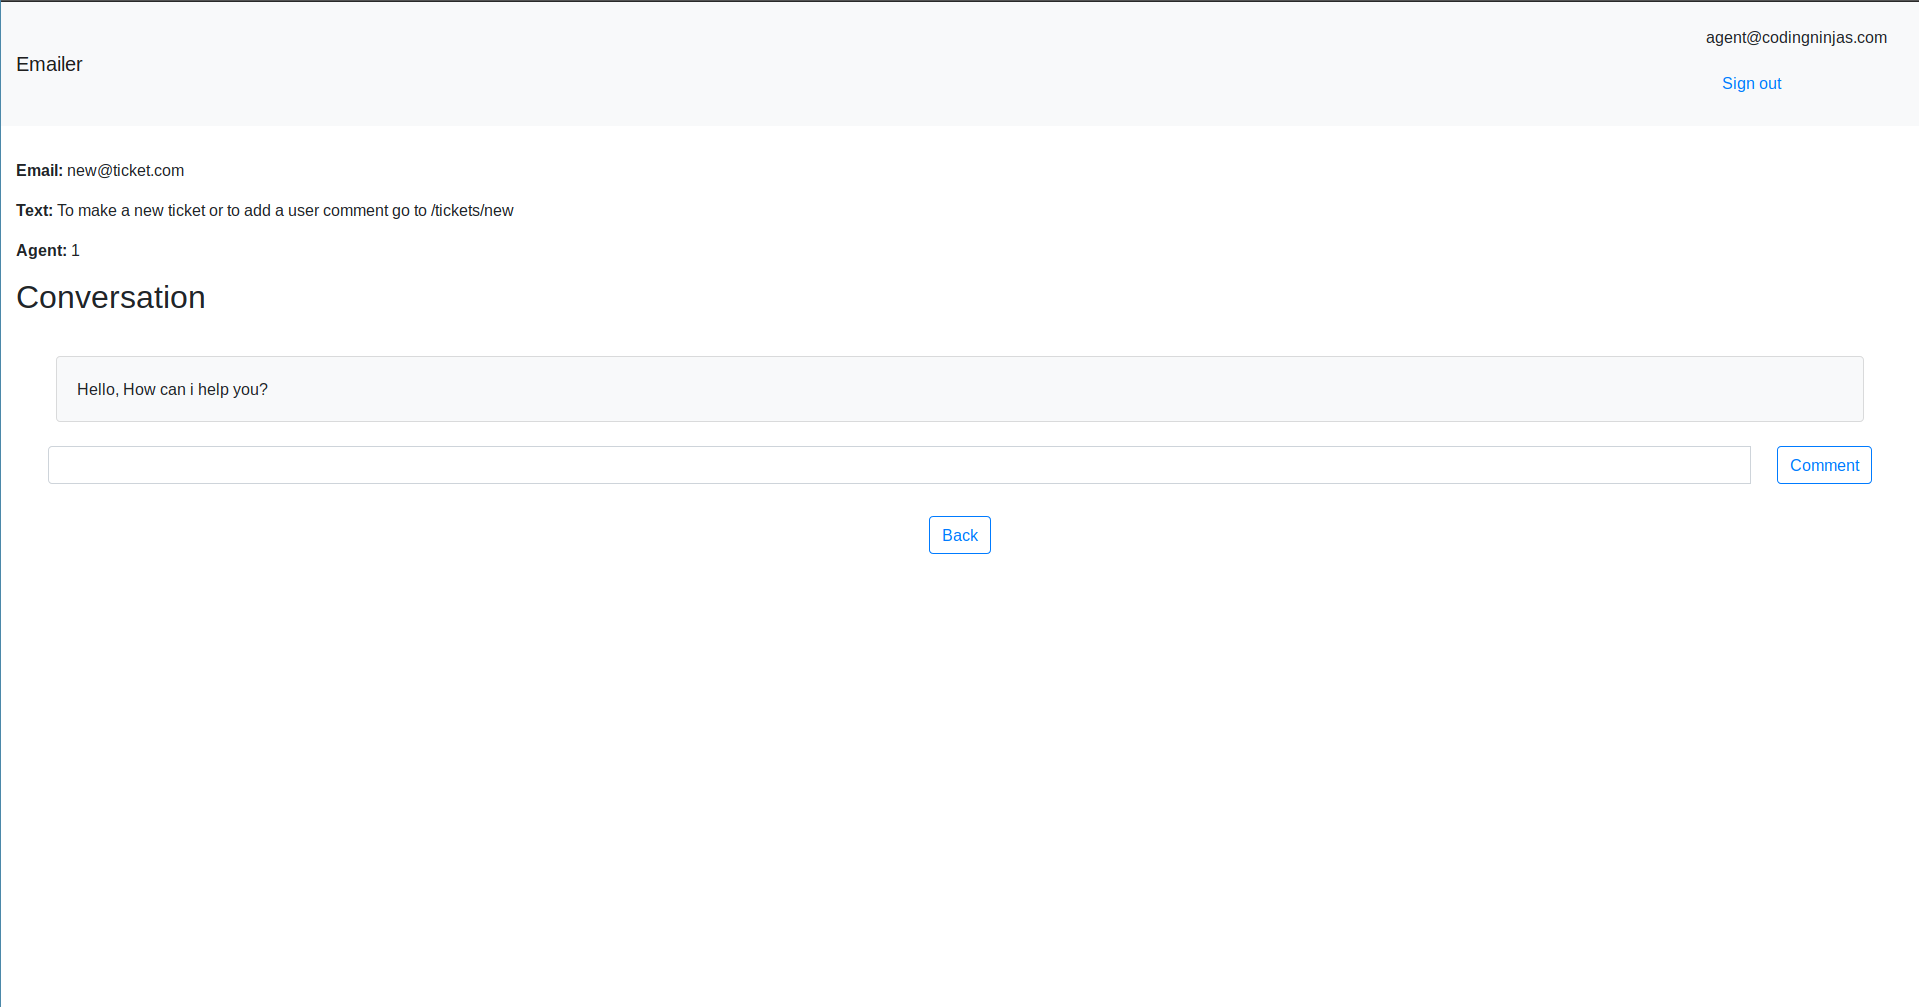 Emailer
agent@codingninjas.com
Sign out
Email: new@ticket.com
Text: To make a new ticket or to add a user comment go to /tickets/new
Agent: 1
Conversation
Hello, How can i help you?
Comment
Back